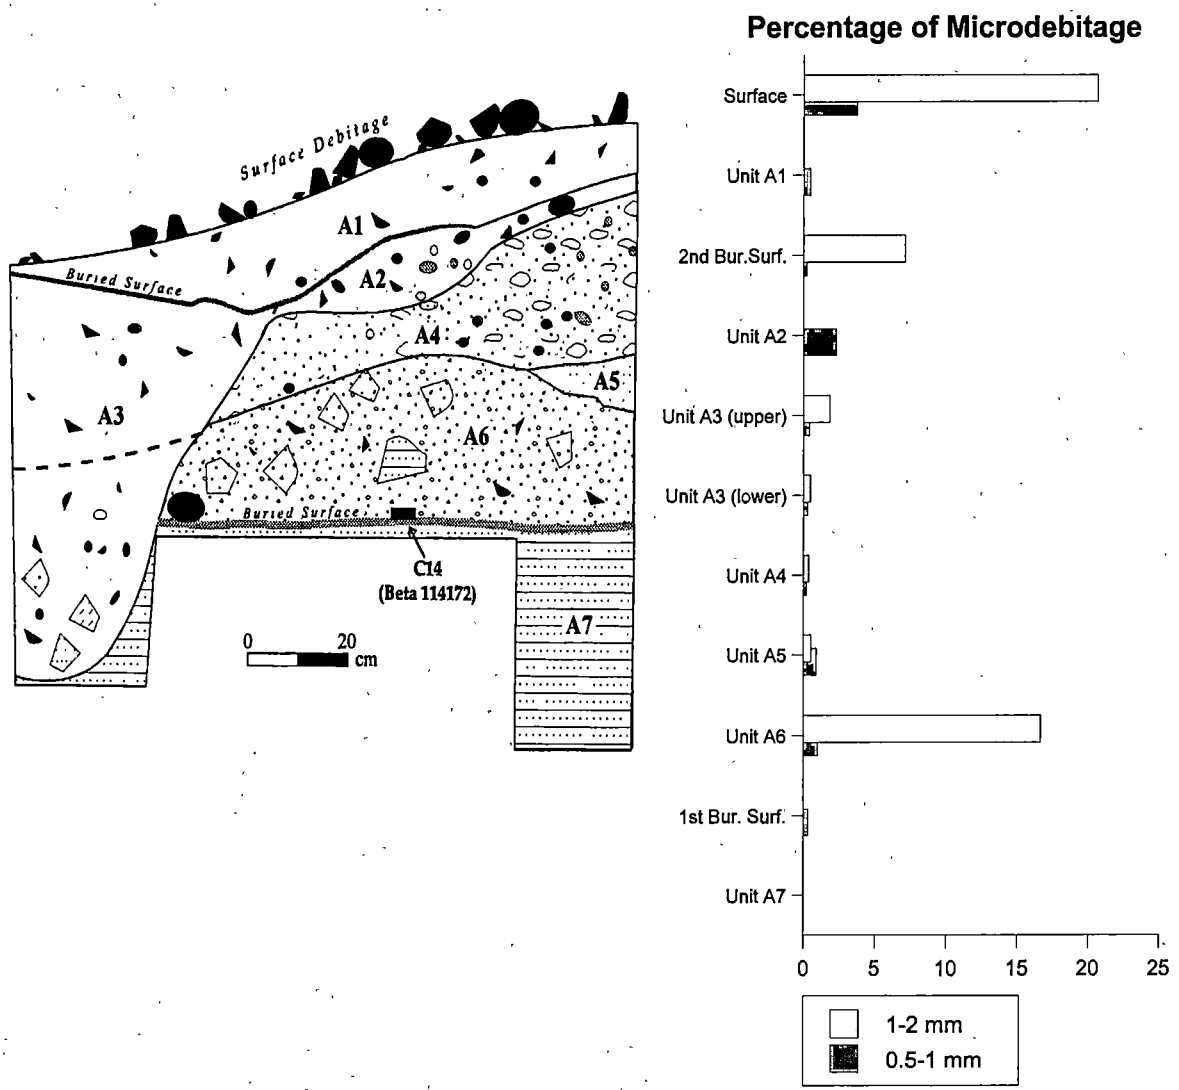 Percentage of Microdebitage
Surface Debitage
A1
Buried Surface
A2
A4
A5
A3
A6
Buried Surface
C14
(Beta 114172)
A7
0 20
cm
Surface
Unit A1
2nd Bur.Surf.
Unit A2
Unit A3 (upper)
Unit A3 (lower)
Unit A4
Unit A5
Unit A6
1st Bur. Surf.
Unit A7
0 5 10 15 20 25
1-2 mm
0.5-1 mm